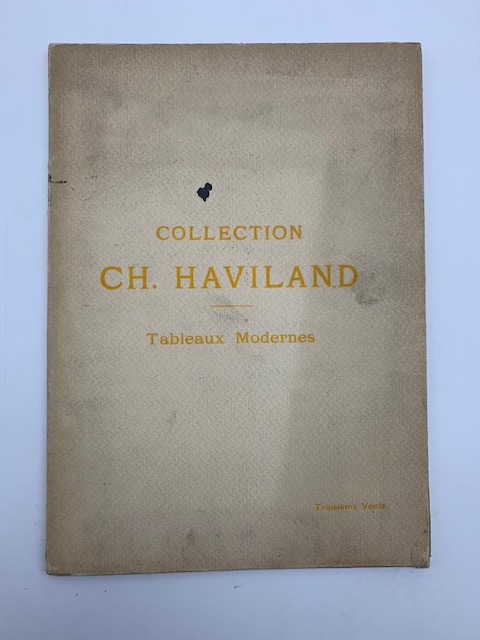 COLLECTION
CH. HAVILAND
Tableaux Modernes
Troisième Vente